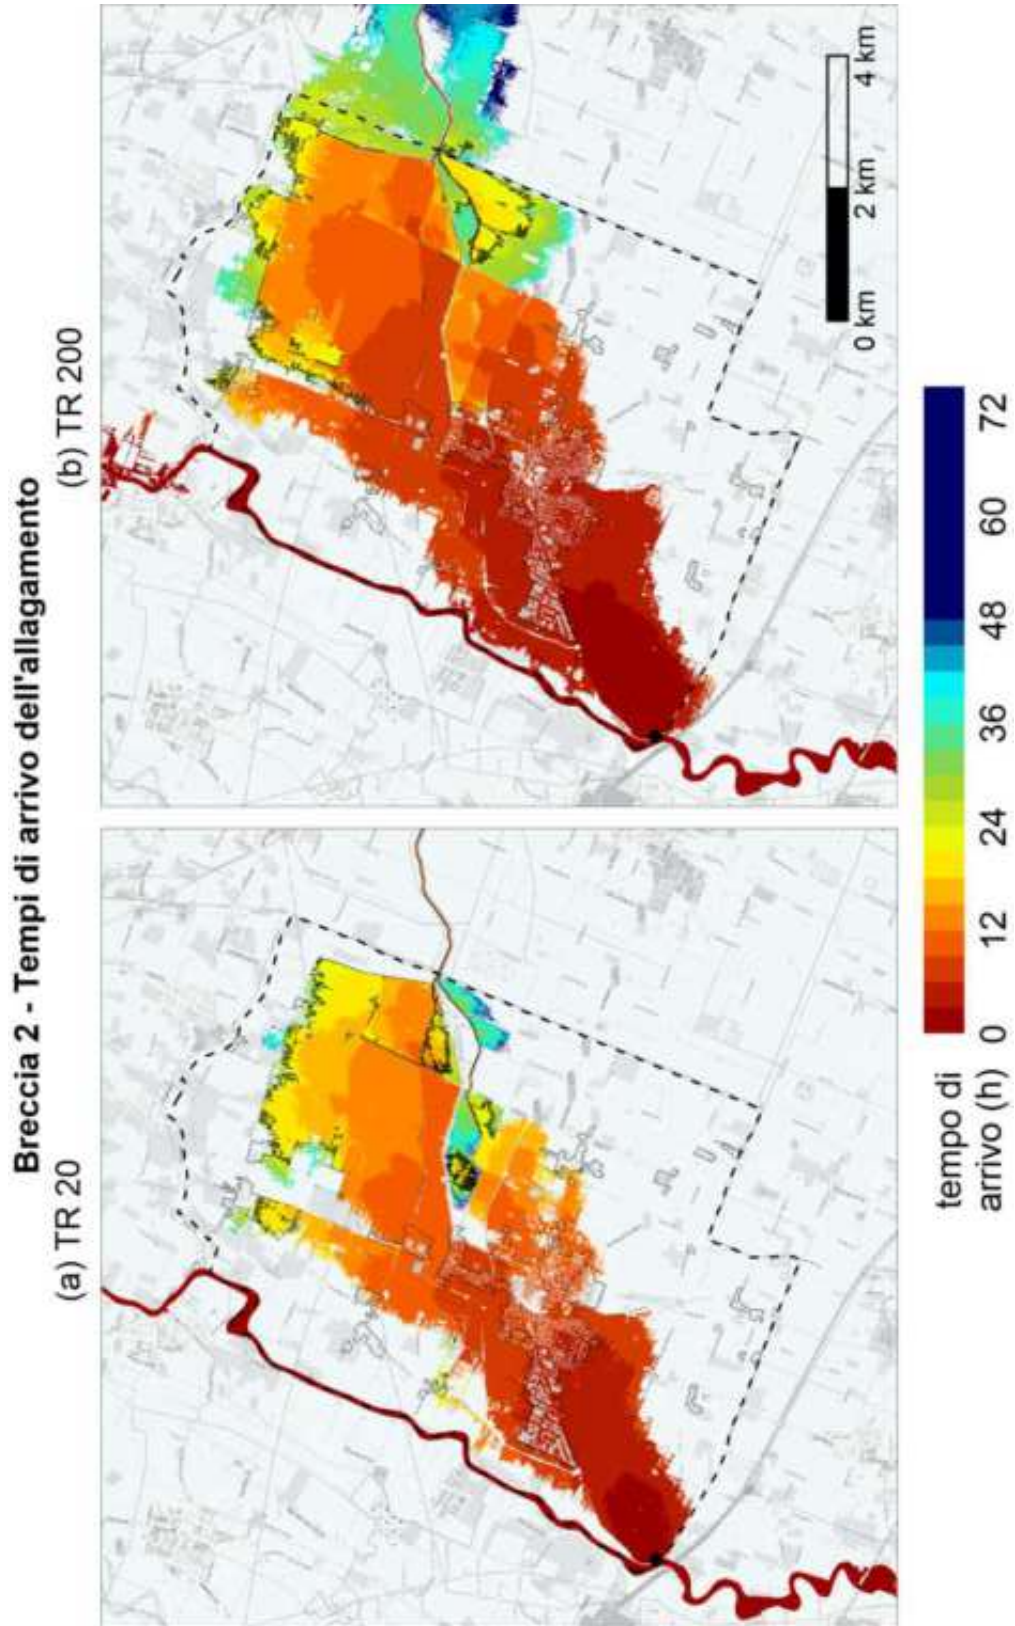 Breccia 2 - Tempi di arrivo dell'allagamento
(a) TR 20
(b) TR 200
0 km 2 km 4 km
tempo di
arrivo (h)
0 12 24 36 48 60 72